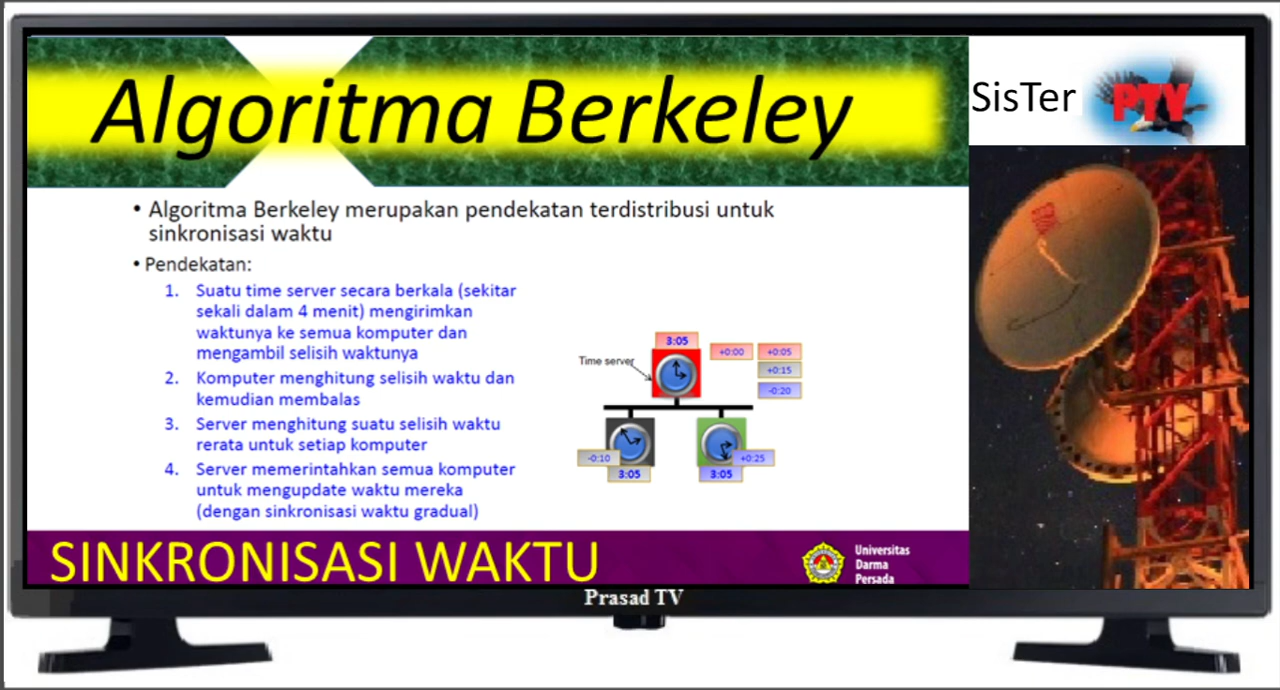 Algoritma Berkeley
SisTer
PTY
• Algoritma Berkeley merupakan pendekatan terdistribusi untuk
sinkronisasi waktu
• Pendekatan:
1. Suatu time server secara berkala (sekitar
sekali dalam 4 menit) mengirimkan
waktunya ke semua komputer dan
mengambil selisih waktunya
2. Komputer menghitung selisih waktu dan
kemudian membalas
3. Server menghitung suatu selisih waktu
rerata untuk setiap komputer
4. Server memerintahkan semua komputer
untuk mengupdate waktu mereka
(dengan sinkronisasi waktu gradual)
3:05
+0:00
+0:05
Time server
+0:15
-0:20
-0:10
+0:25
3:05
3:05
SINKRONISASI WAKTU
Universitas
Darma
Persada
Prasad TV